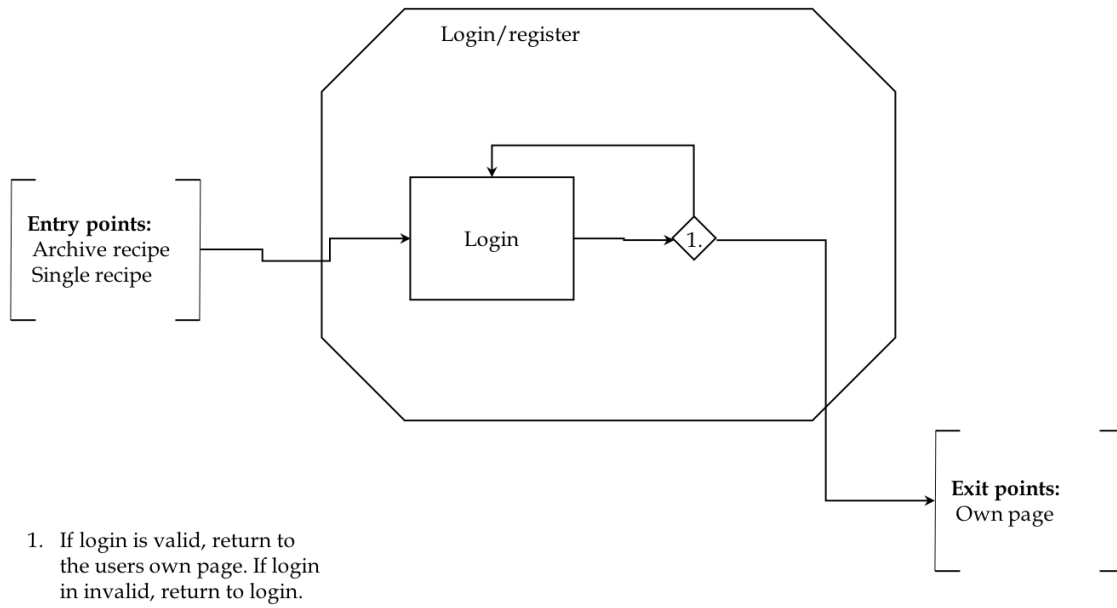 Login/register
Entry points:
Archive recipe
Single recipe
Login
1.
Exit points:
Own page
1. If login is valid, return to
the users own page. If login
in invalid, return to login.